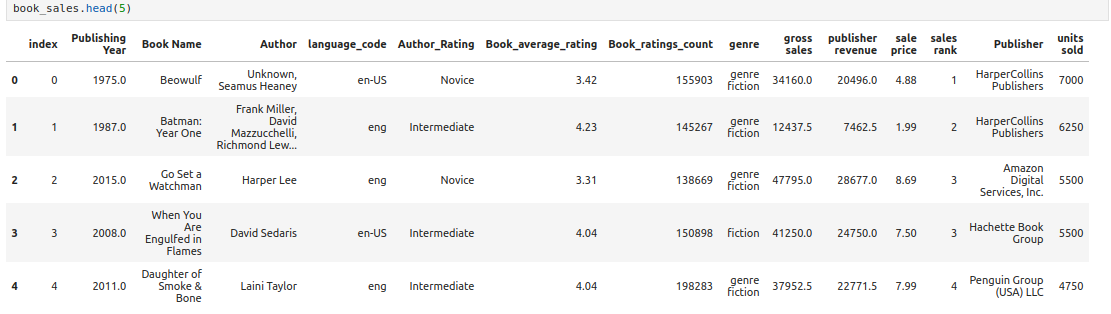 book_sales.head(5)
index Publishing Year Book Name Author language_code Author_Rating Book_average_rating Book_ratings_count genre gross sales publisher revenue sale price sales rank Publisher units sold
0 0 1975.0 Beowulf Unknown, Seamus Heaney en-US Novice 3.42 155903 genre fiction 34160.0 20496.0 4.88 1 HarperCollins Publishers 7000
1 1 1987.0 Batman: Year One Frank Miller, David Mazzucchelli, Richmond Lew... eng Intermediate 4.23 145267 genre fiction 12437.5 7462.5 1.99 2 HarperCollins Publishers 6250
2 2 2015.0 Go Set a Watchman Harper Lee eng Novice 3.31 138669 genre fiction 47795.0 28677.0 8.69 3 Amazon Digital Services, Inc. 5500
3 3 2008.0 When You Are Engulfed in Flames David Sedaris en-US Intermediate 4.04 150898 fiction 41250.0 24750.0 7.50 3 Hachette Book Group 5500
4 4 2011.0 Daughter of Smoke & Bone Laini Taylor eng Intermediate 4.04 198283 genre fiction 37952.5 22771.5 7.99 4 Penguin Group (USA) LLC 4750